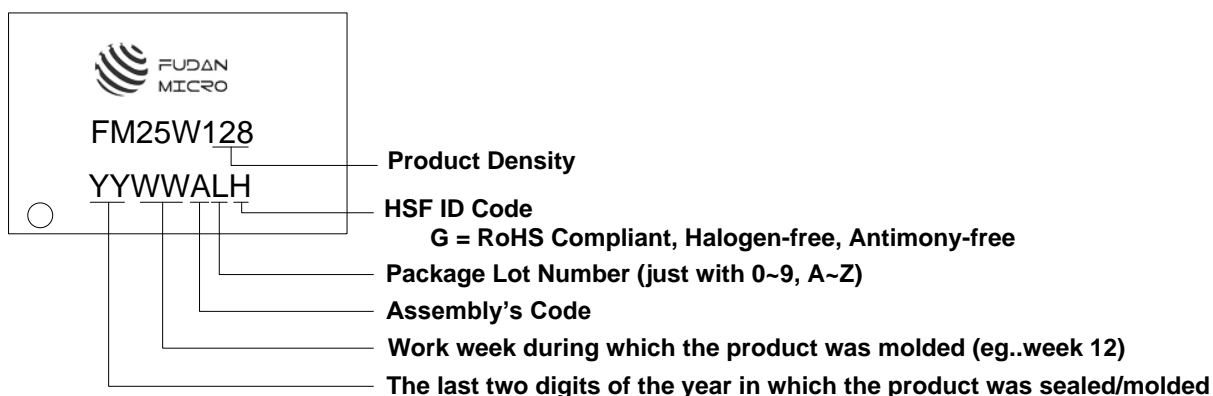 FUDAN
MICRO
FM25W128
YYWWALH
Product Density
HSF ID Code
G = RoHS Compliant, Halogen-free, Antimony-free
Package Lot Number (just with 0~9, A~Z)
Assembly's Code
Work week during which the product was molded (eg..week 12)
The last two digits of the year in which the product was sealed/molded